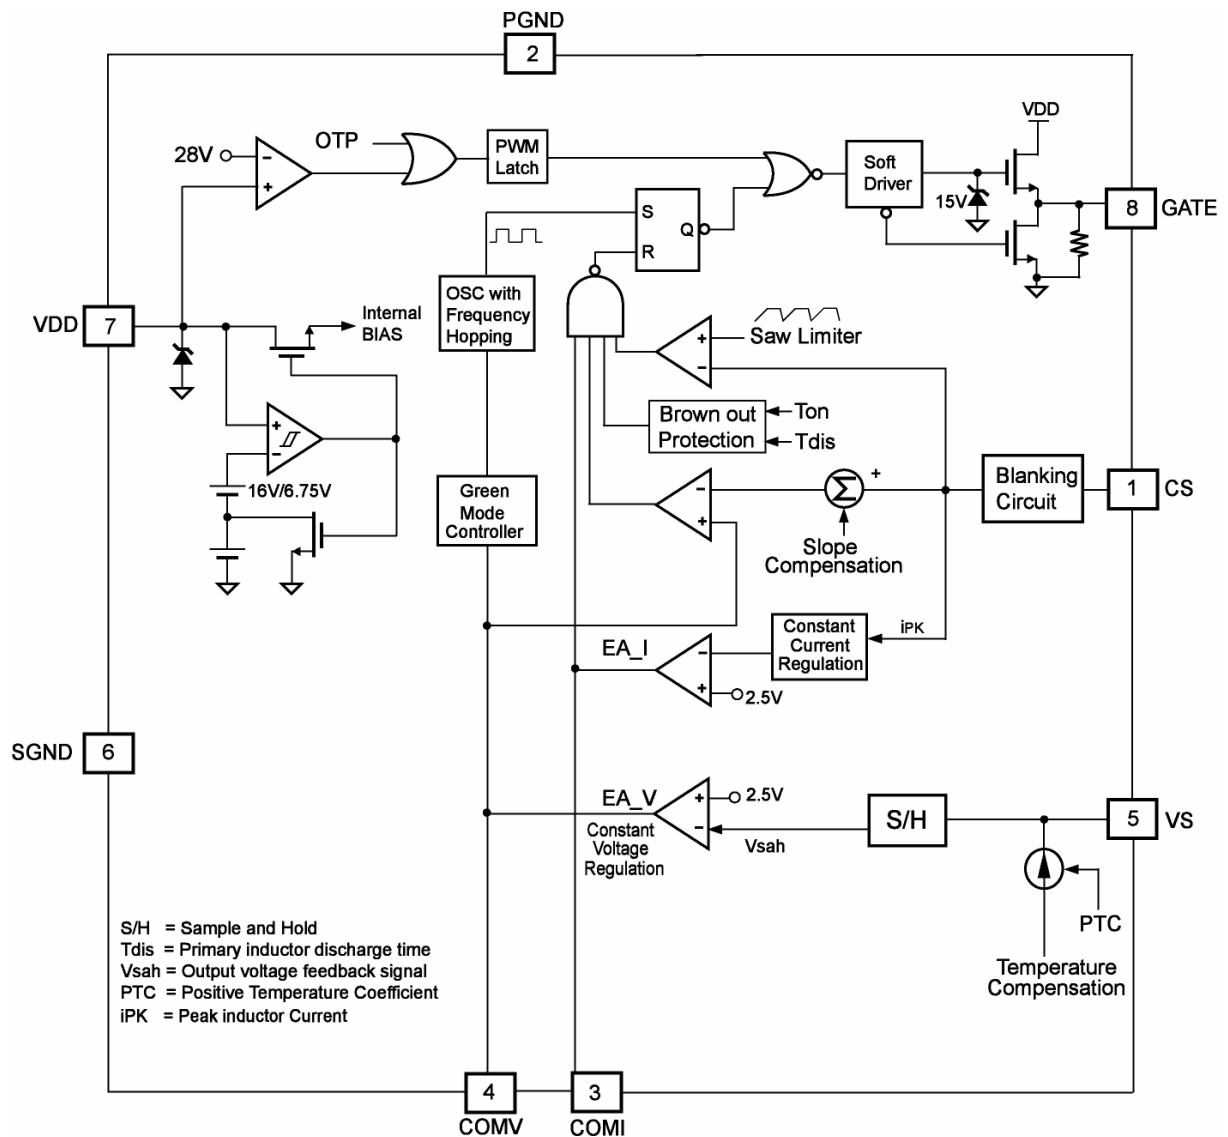 PGND
2
VDD
OTP
PWM
Latch
28V
−
+
Soft
Driver
15V
8
GATE
S
Q
R
OSC with
Frequency
Hopping
VDD
7
Internal
BIAS
+
−
Saw Limiter
Brown out
Protection
Ton
Tdis
+
−
16V/6.75V
Green
Mode
Controller
−
+
Σ
+
Slope
Compensation
Blanking
Circuit
1
CS
EA_I
−
+
2.5V
Constant
Current
Regulation
iPK
SGND
6
EA_V
Constant
Voltage
Regulation
+
−
2.5V
Vsah
S/H
5
VS
PTC
Temperature
Compensation
S/H = Sample and Hold
Tdis = Primary inductor discharge time
Vsah = Output voltage feedback signal
PTC = Positive Temperature Coefficient
iPK = Peak inductor Current
4
COMV
3
COMI